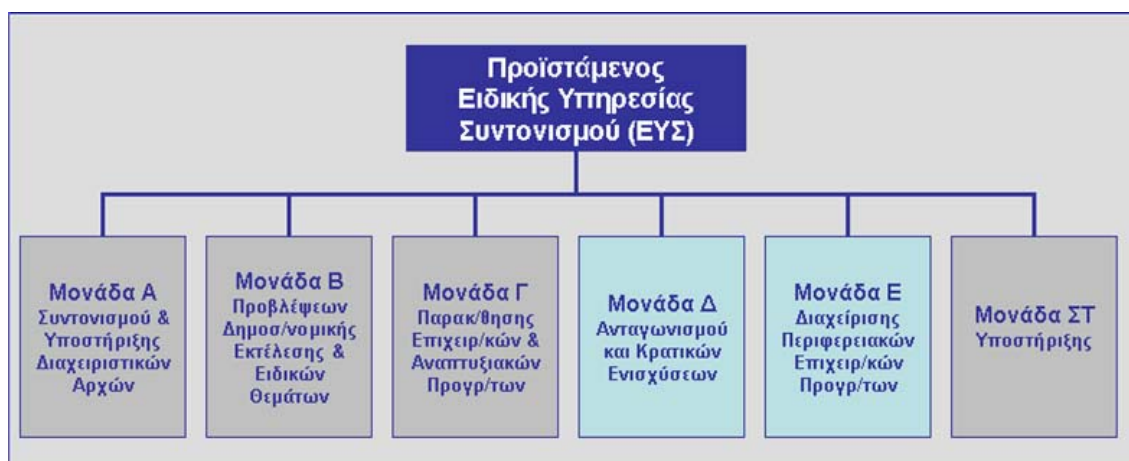 Προϊστάμενος
Ειδικής Υπηρεσίας
Συντονισμού (ΕΥΣ)
Μονάδα Α
Συντονισμού &
Υποστήριξης
Διαχειριστικών
Αρχών
Μονάδα Β
Προβλέψεων
Δημοσ/νομικής
Εκτέλεσης &
Ειδικών
Θεμάτων
Μονάδα Γ
Παρακ/θησης
Επιχειρ/κών &
Αναπτυξιακών
Προγρ/των
Μονάδα Δ
Ανταγωνισμού
και Κρατικών
Ενισχύσεων
Μονάδα Ε
Διαχείρισης
Περιφερειακών
Επιχειρ/κών
Προγρ/των
Μονάδα ΣΤ
Υποστήριξης